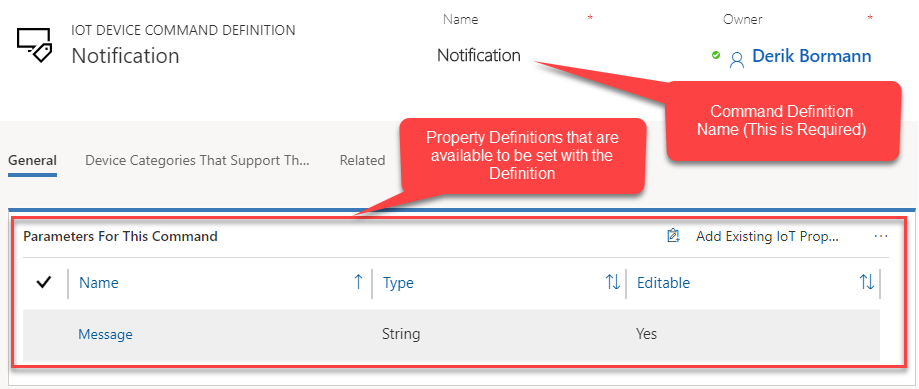 IOT DEVICE COMMAND DEFINITION
Notification
Name *
Owner *
Notification
Derik Bormann
Command Definition
Name (This is Required)
Property Definitions that are
available to be set with the
Definition
General
Device Categories That Support Th...
Related
Parameters For This Command
Add Existing IoT Prop...
...
Name
Type
Editable
Message
String
Yes